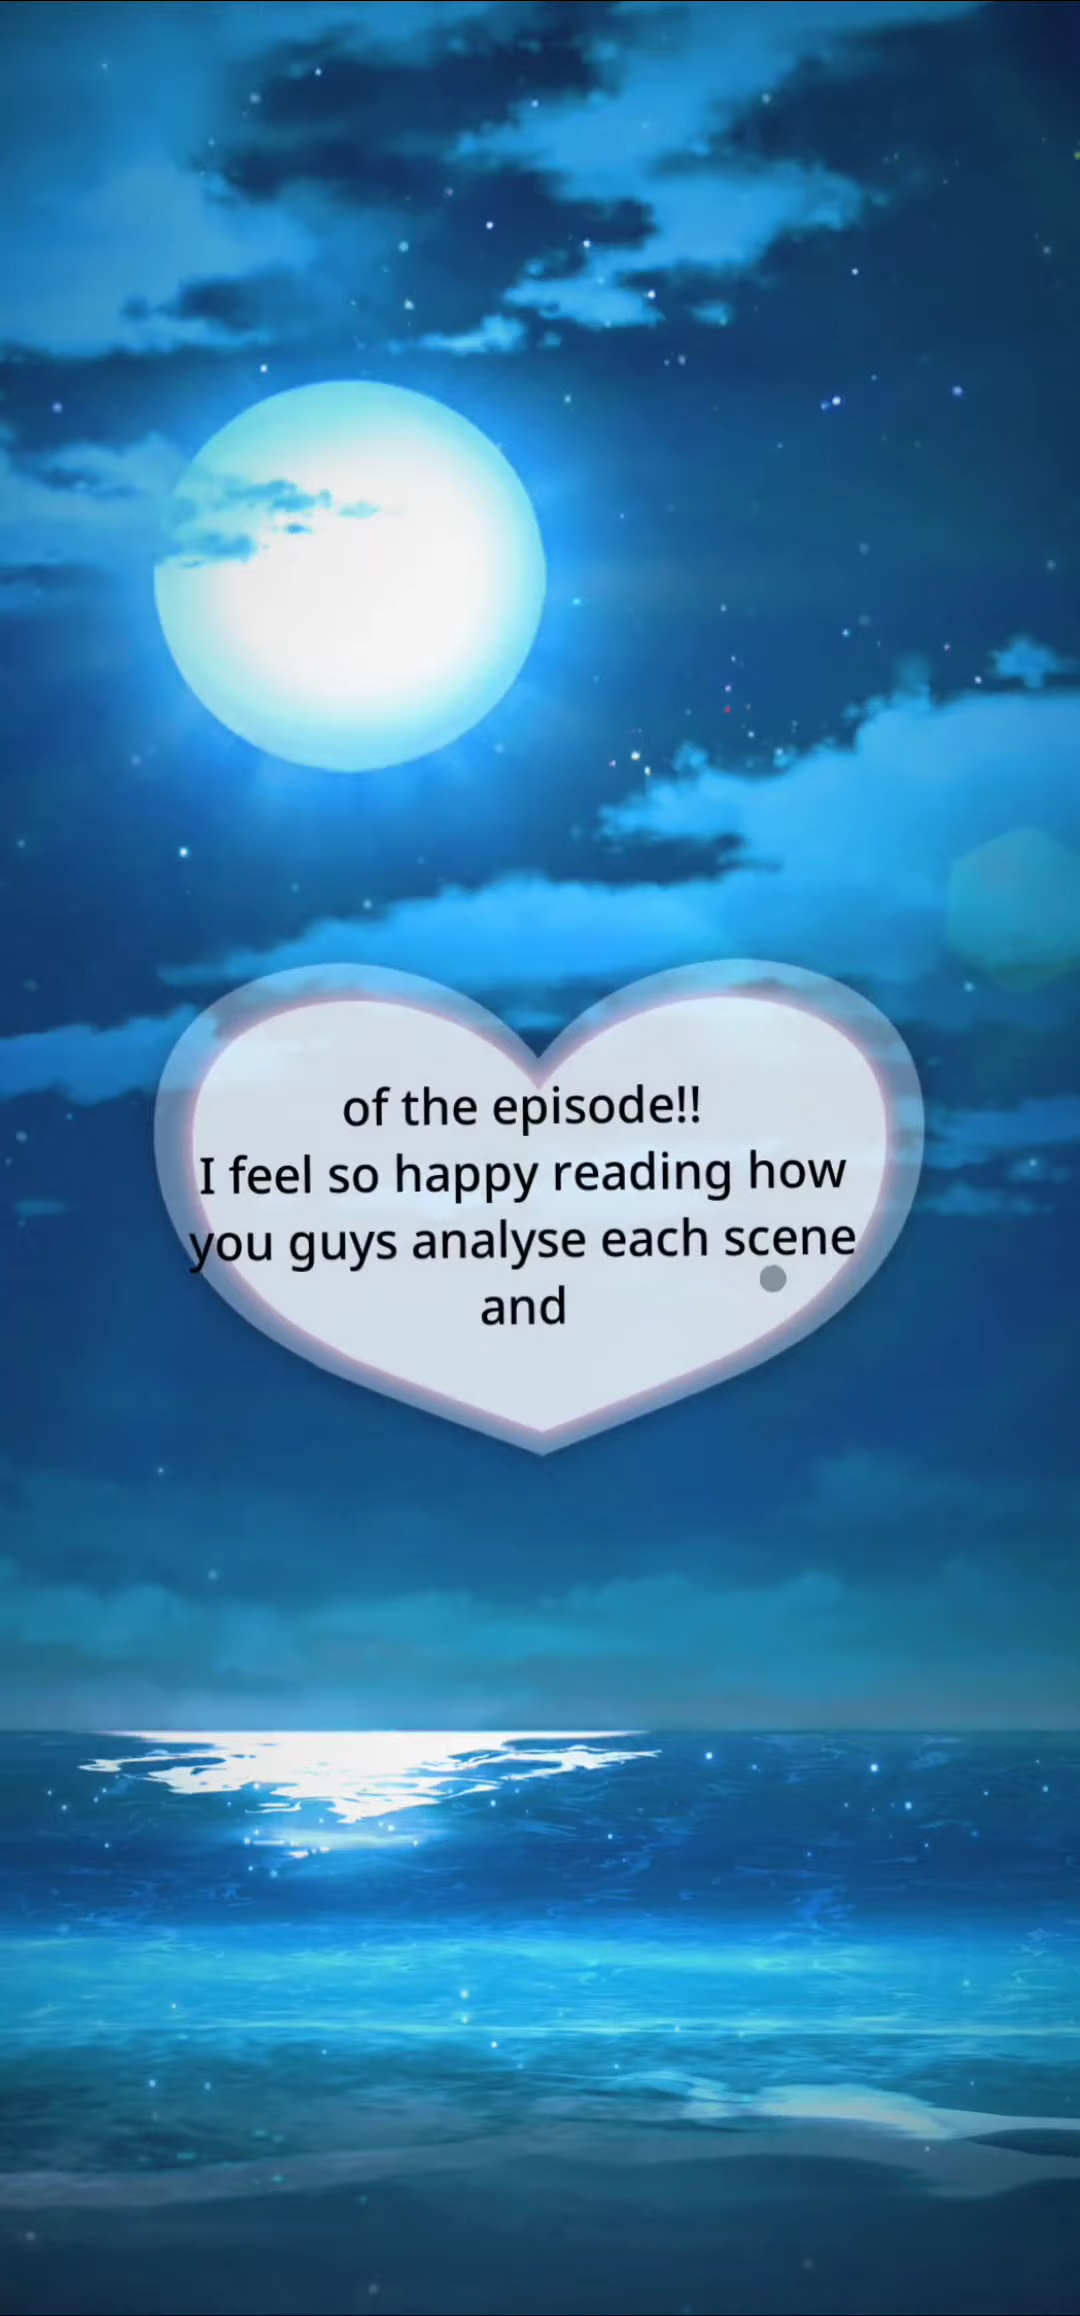 of the episode!!
I feel so happy reading how
you guys analyse each scene
and